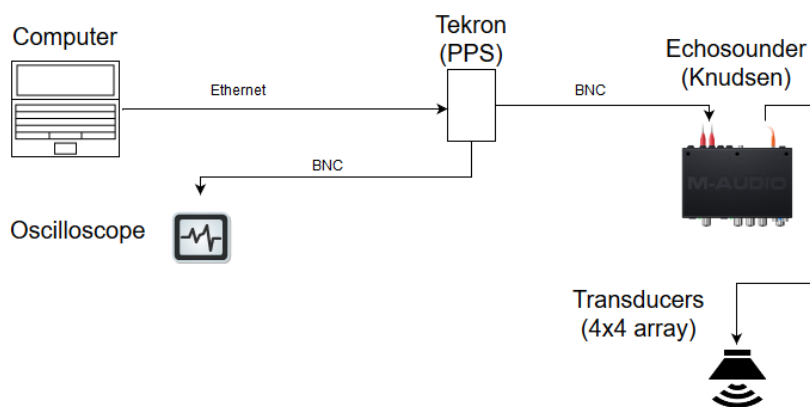 Computer
Tekron
(PPS)
Echosounder
(Knudsen)
Ethernet
BNC
BNC
M-AUDIO
Oscilloscope
Transducers
(4x4 array)